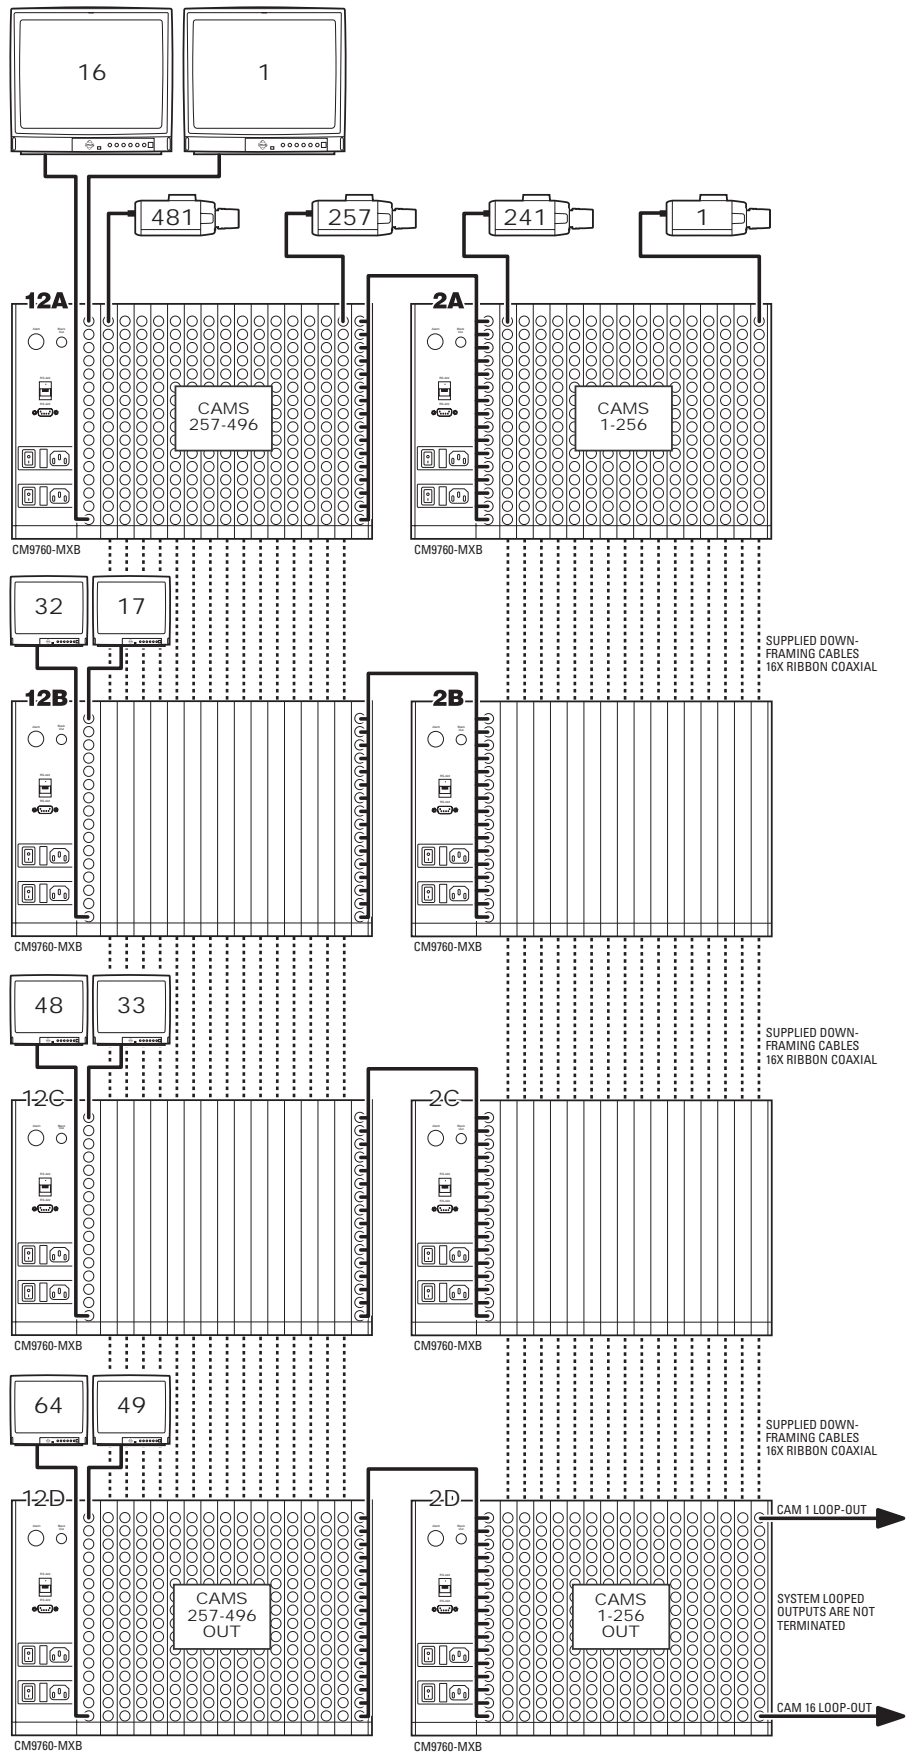 16
1
481
257
241
1
12A
2A
CAMS
257-496
CAMS
1-256
CM9760-MXB
CM9760-MXB
32
17
SUPPLIED DOWN-
FRAMING CABLES
16X RIBBON COAXIAL
12B
2B
CM9760-MXB
CM9760-MXB
48
33
SUPPLIED DOWN-
FRAMING CABLES
16X RIBBON COAXIAL
12C
2C
CM9760-MXB
CM9760-MXB
64
49
SUPPLIED DOWN-
FRAMING CABLES
16X RIBBON COAXIAL
12D
2D
CAM 1 LOOP-OUT
CAMS
257-496
OUT
CAMS
1-256
OUT
SYSTEM LOOPED
OUTPUTS ARE NOT
TERMINATED
CAM 16 LOOP-OUT
CM9760-MXB
CM9760-MXB